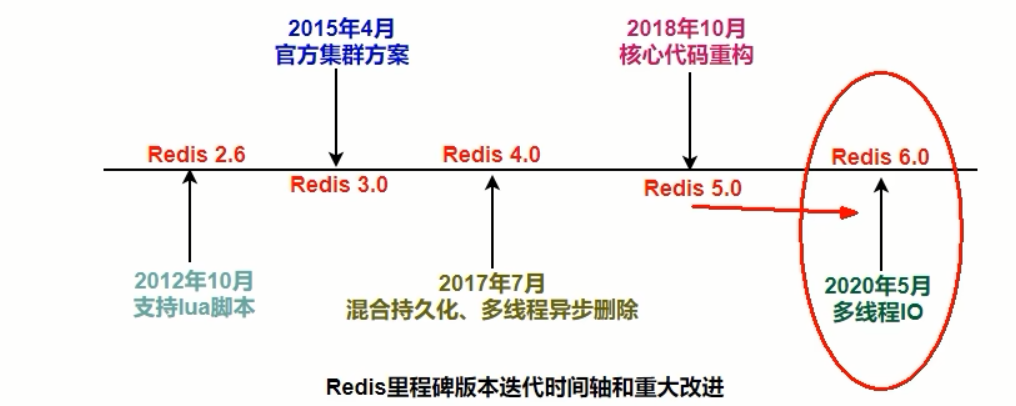 2015年4月
官方集群方案
2018年10月
核心代码重构
Redis 2.6
Redis 3.0
Redis 4.0
Redis 5.0
Redis 6.0
2012年10月
支持lua脚本
2017年7月
混合持久化、多线程异步删除
2020年5月
多线程IO
Redis里程碑版本迭代时间轴和重大改进